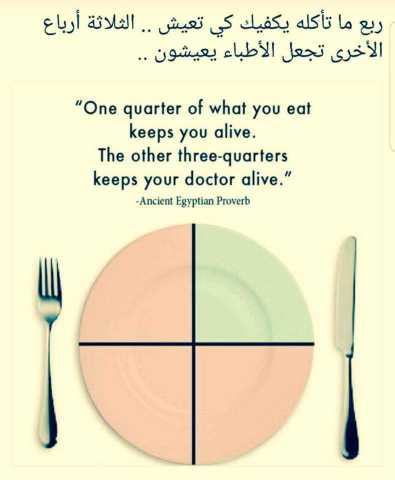 ربع ما تأكله يكفيك كي تعيش .. الثلاثة أرباع
الأخرى تجعل الأطباء يعيشون ..
“One quarter of what you eat
keeps you alive.
The other three-quarters
keeps your doctor alive.”
-Ancient Egyptian Proverb